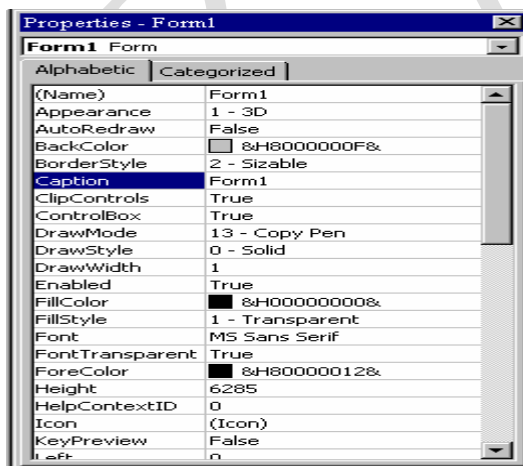 Properties - Form1
Form1 Form
Alphabetic Categorized
(Name) Form1
Appearance 1 - 3D
AutoRedraw False
BackColor &H8000000F&
BorderStyle 2 - Sizable
Caption Form1
ClipControls True
ControlBox True
DrawMode 13 - Copy Pen
DrawStyle 0 - Solid
DrawWidth 1
Enabled True
FillColor &H00000000&
FillStyle 1 - Transparent
Font MS Sans Serif
FontTransparent True
ForeColor &H80000012&
Height 6285
HelpContextID 0
Icon (Icon)
KeyPreview False
Left 0